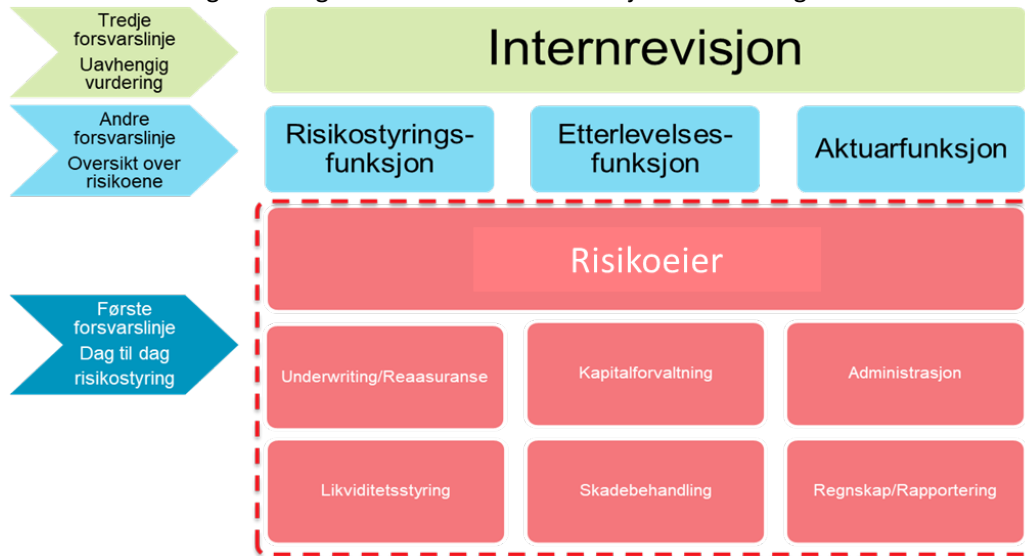 Tredje
forsvarslinje
Uavhengig
vurdering
Internrevisjon
Andre
forsvarslinje
Oversikt over
risikoene
Risikostyrings-
funksjon
Etterlevelses-
funksjon
Aktuarfunksjon
Risikoeier
Første
forsvarslinje
Dag til dag
risikostyring
Underwriting/Reaasuranse
Kapitalforvaltning
Administrasjon
Likviditetsstyring
Skadebehandling
Regnskap/Rapportering